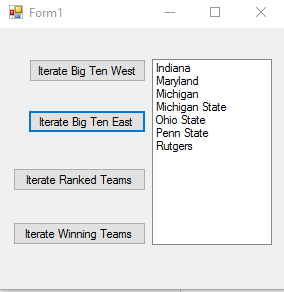 Form1
Iterate Big Ten West
Iterate Big Ten East
Iterate Ranked Teams
Iterate Winning Teams
Indiana
Maryland
Michigan
Michigan State
Ohio State
Penn State
Rutgers